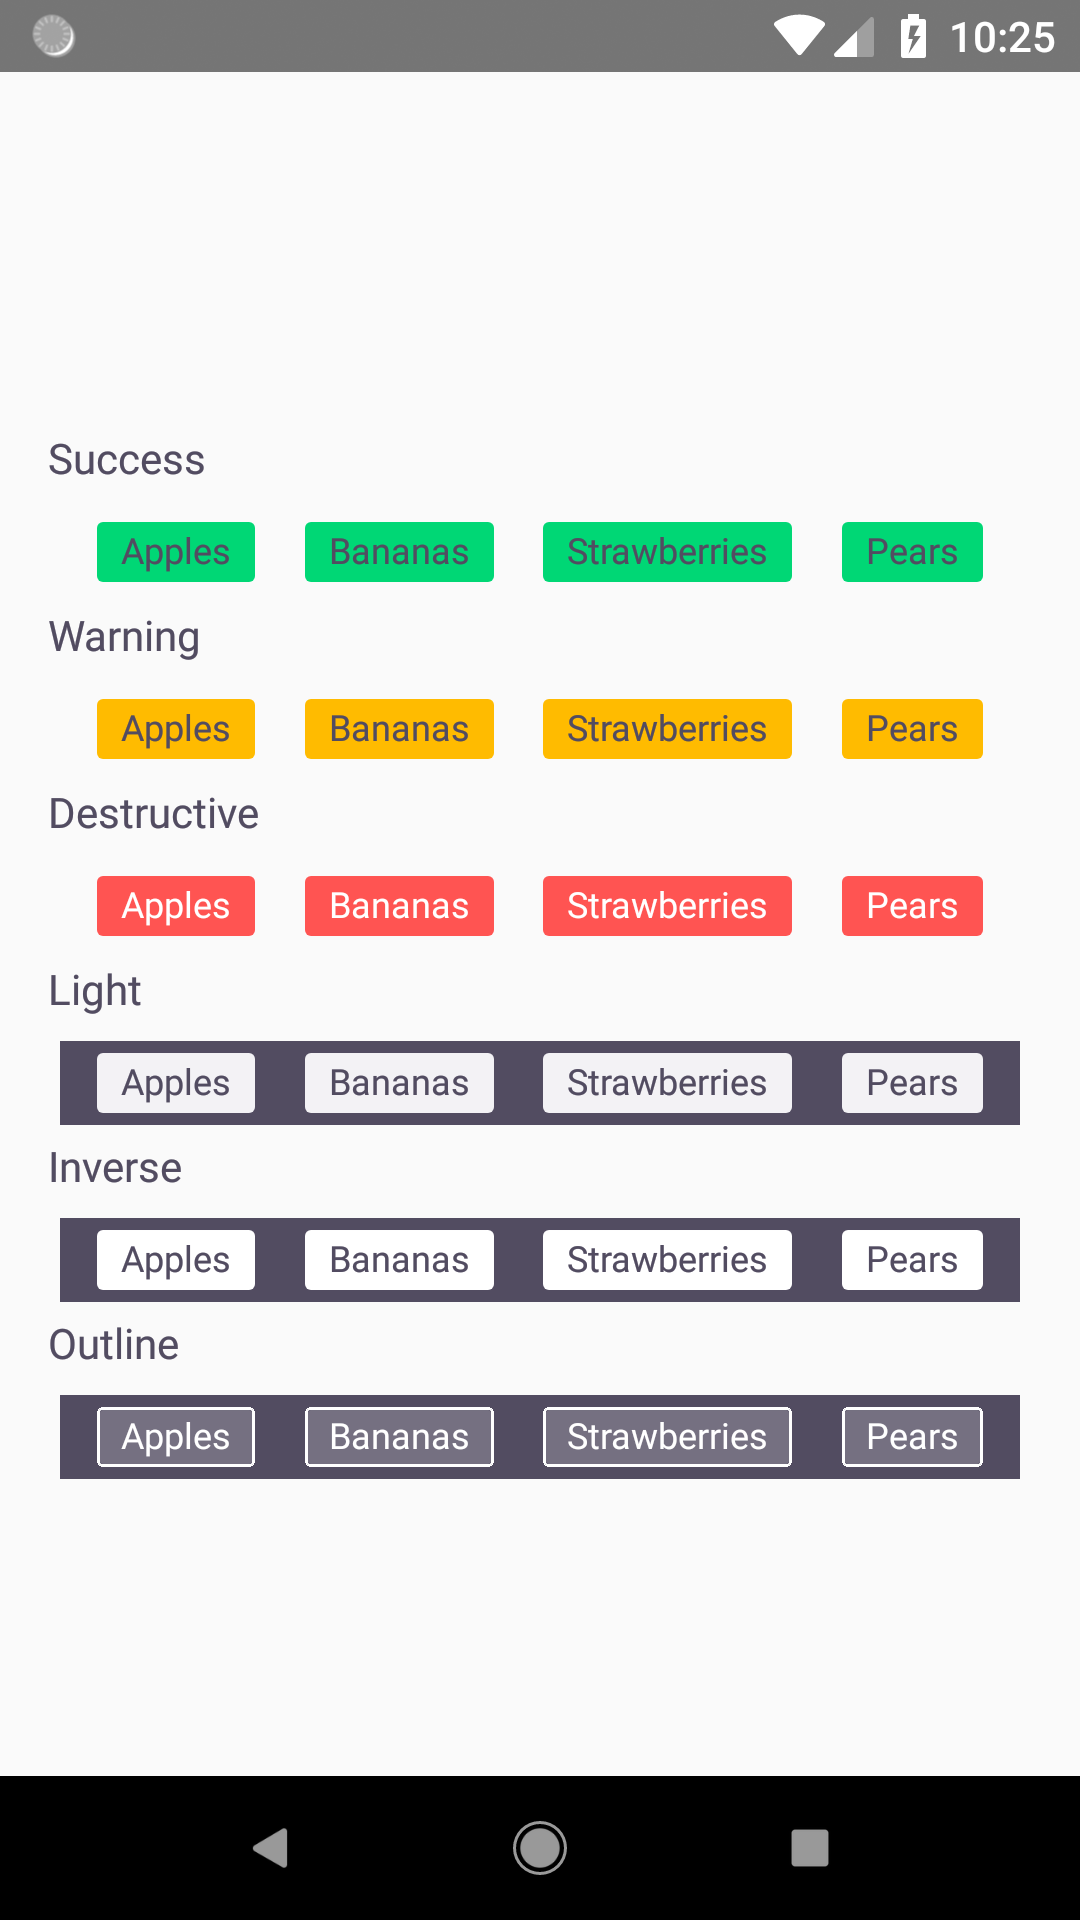 10:25
Success
Apples Bananas Strawberries Pears
Warning
Apples Bananas Strawberries Pears
Destructive
Apples Bananas Strawberries Pears
Light
Apples Bananas Strawberries Pears
Inverse
Apples Bananas Strawberries Pears
Outline
Apples Bananas Strawberries Pears